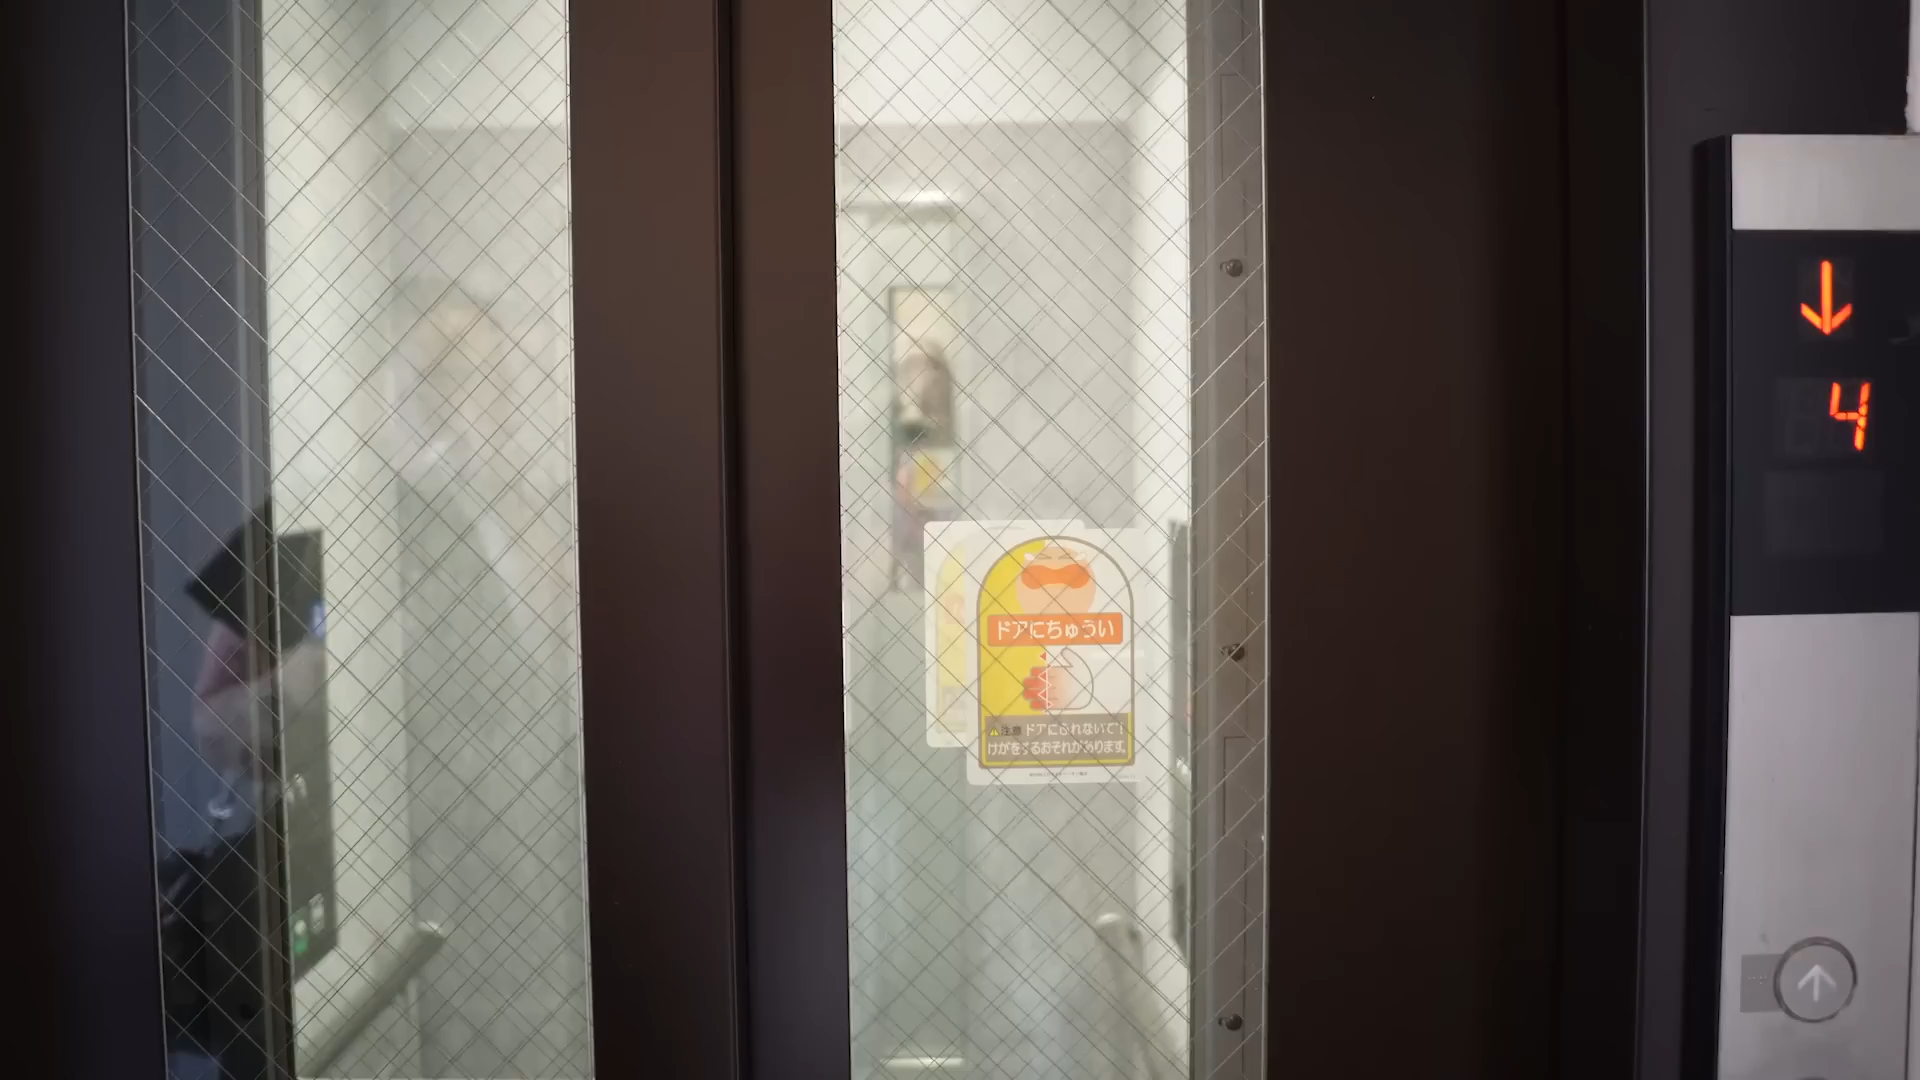 4
ドアにちゅうい
注意 ドアにふれないで!
けがをするおそれがあります。